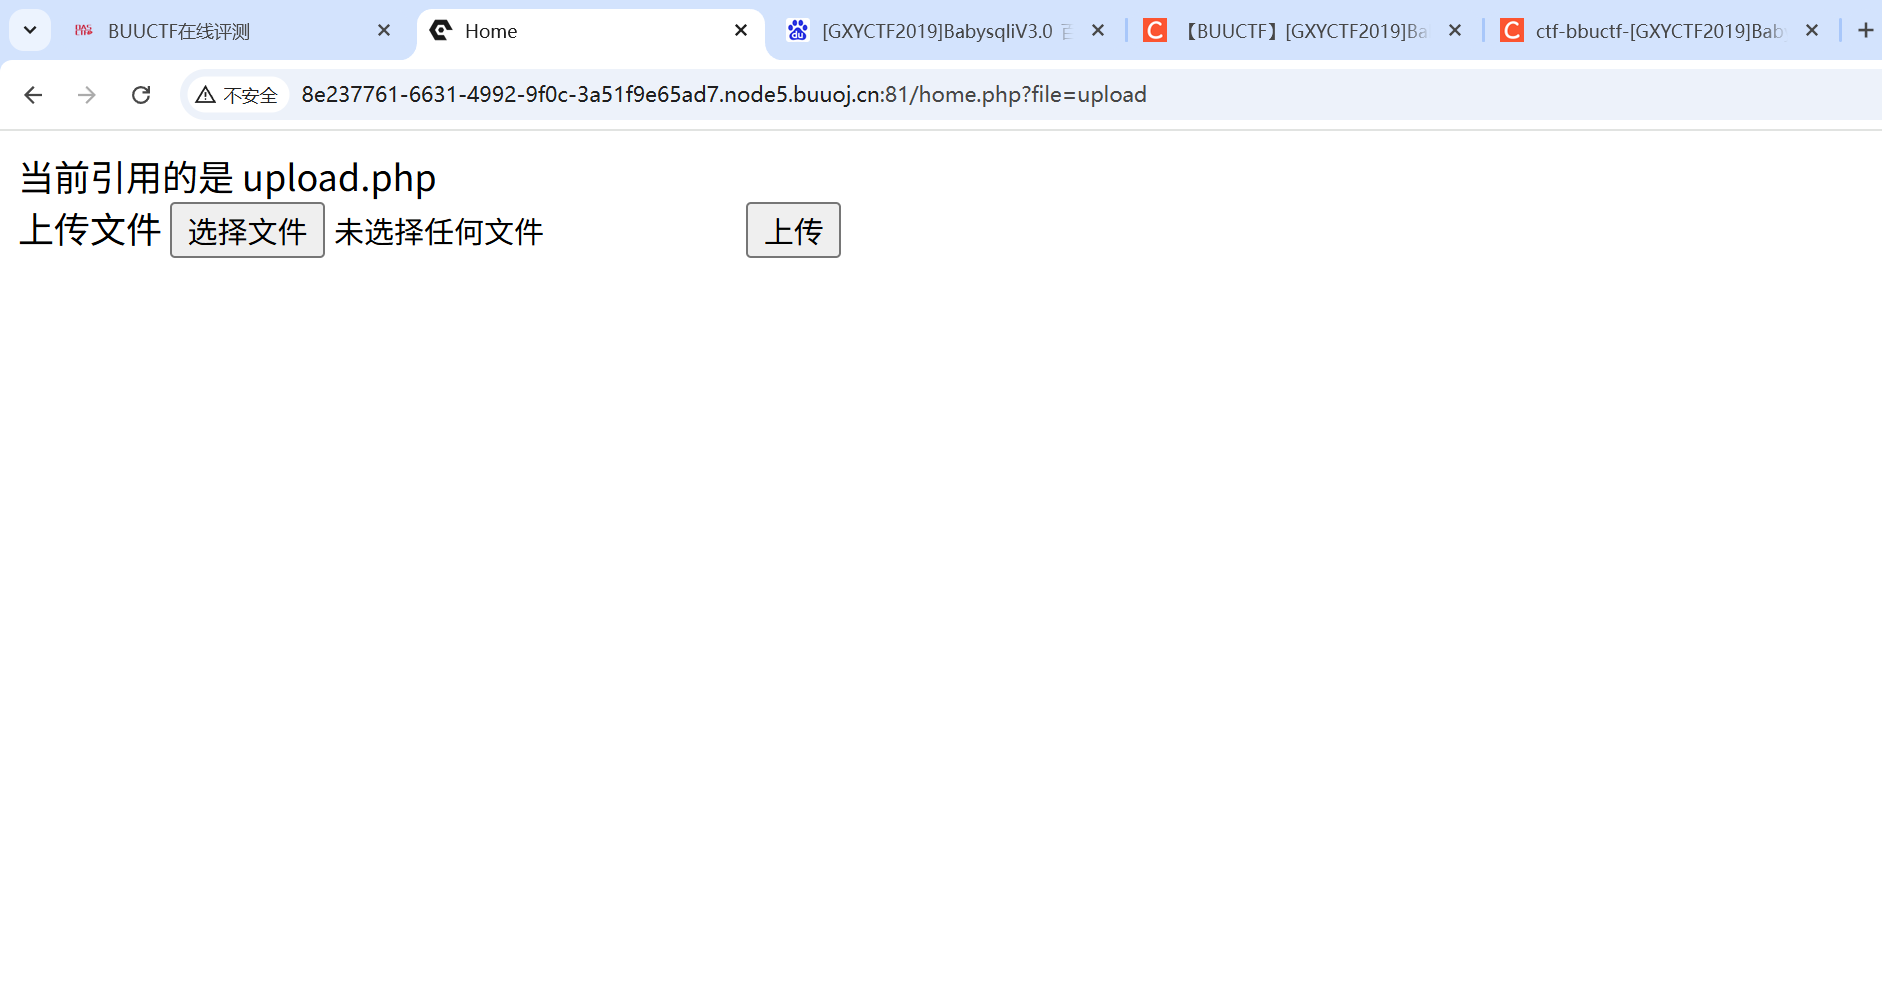 BUUCTF在线评测
Home
[GXYCTF2019]BabysqliV3.0
【BUUCTF】[GXYCTF2019]Ba
ctf-bbuctf-[GXYCTF2019]Bab
不安全
8e237761-6631-4992-9f0c-3a51f9e65ad7.node5.buuoj.cn:81/home.php?file=upload
当前引用的是 upload.php
上传文件 选择文件 未选择任何文件 上传